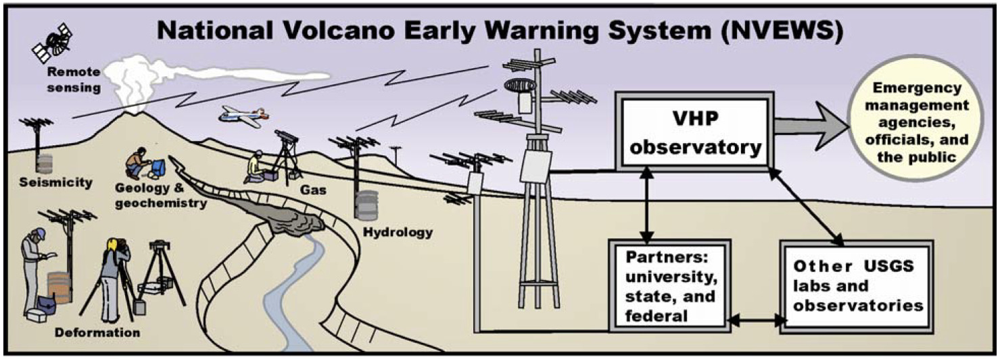 National Volcano Early Warning System (NVEWS)
Remote
sensing
Seismicity
Geology &
geochemistry
Gas
Hydrology
Deformation
VHP
observatory
Emergency
management
agencies,
officials, and
the public
Partners:
university,
state, and
federal
Other USGS
labs and
observatories